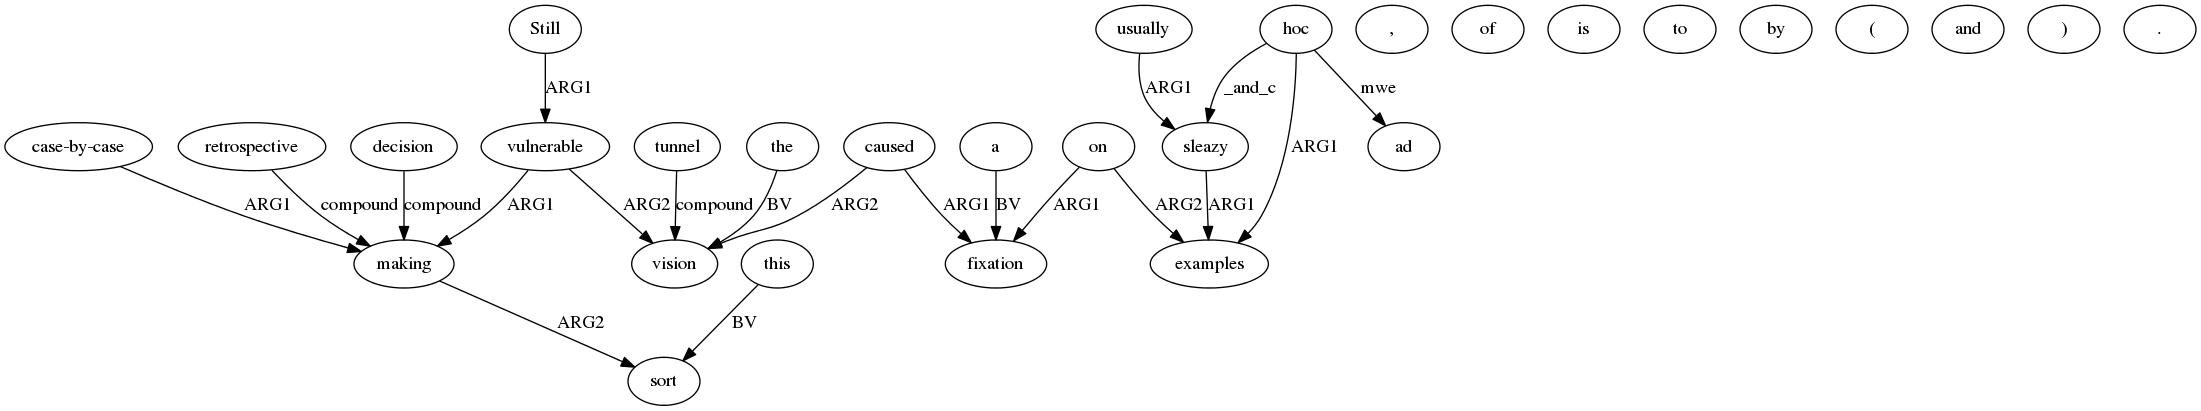 Still usually hoc , of is to by ( and ) .
ARG1 ARG1 _and_c mwe
case-by-case retrospective decision vulnerable tunnel the caused a on sleazy ad
ARG1 compound compound ARG1 ARG2 compound BV ARG2 ARG1 BV ARG1 ARG2 ARG1 ARG1
making vision this fixation examples
ARG2 BV
sort